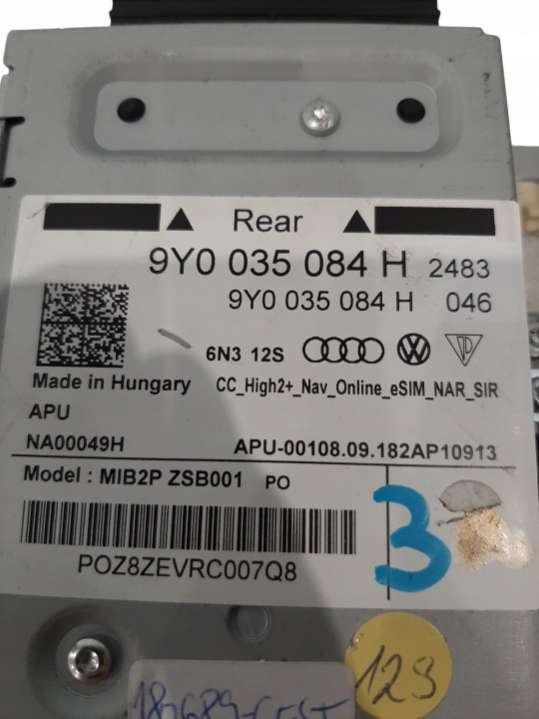 Rear
9Y0 035 084 H 2483
9Y0 035 084 H 046
6N3 12S
Made in Hungary CC_High2+_Nav_Online_eSIM_NAR_SIR
APU
NA00049H APU-00108.09.182AP10913
Model : MIB2P ZSB001 PO
3
POZ8ZEVRC007Q8
123